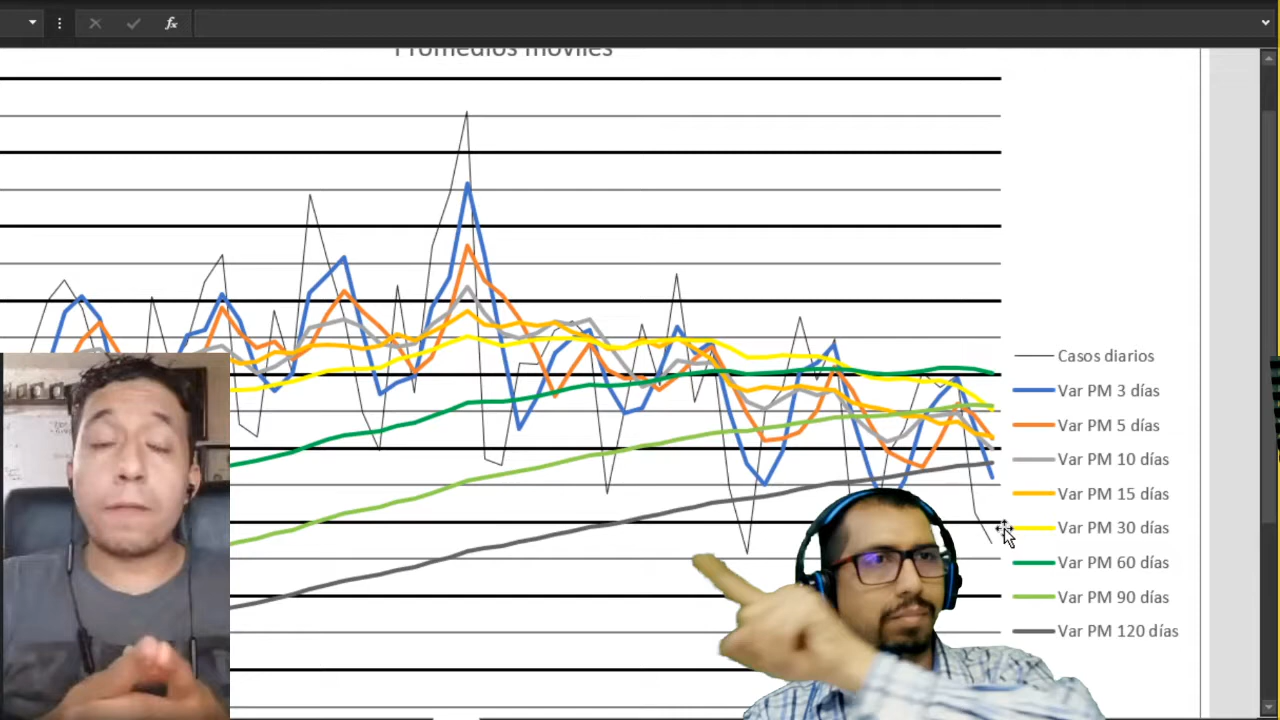 fx
Promedios móviles
Casos diarios
Var PM 3 días
Var PM 5 días
Var PM 10 días
Var PM 15 días
Var PM 30 días
Var PM 60 días
Var PM 90 días
Var PM 120 días